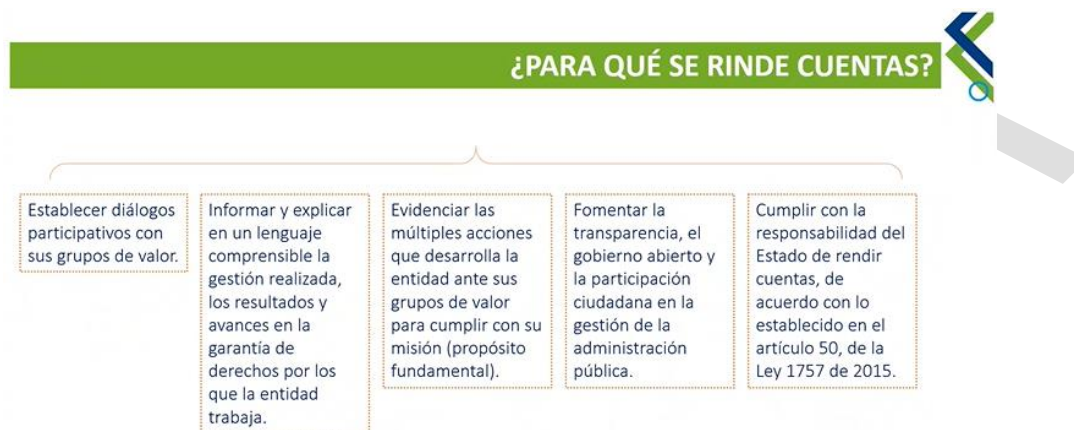 ¿PARA QUÉ SE RINDE CUENTAS?
Establecer diálogos
participativos con
sus grupos de valor.
Informar y explicar
en un lenguaje
comprensible la
gestión realizada,
los resultados y
avances en la
garantía de
derechos por los
que la entidad
trabaja.
Evidenciar las
múltiples acciones
que desarrolla la
entidad ante sus
grupos de valor
para cumplir con su
misión (propósito
fundamental).
Fomentar la
transparencia, el
gobierno abierto y
la participación
ciudadana en la
gestión de la
administración
pública.
Cumplir con la
responsabilidad del
Estado de rendir
cuentas, de
acuerdo con lo
establecido en el
artículo 50, de la
Ley 1757 de 2015.